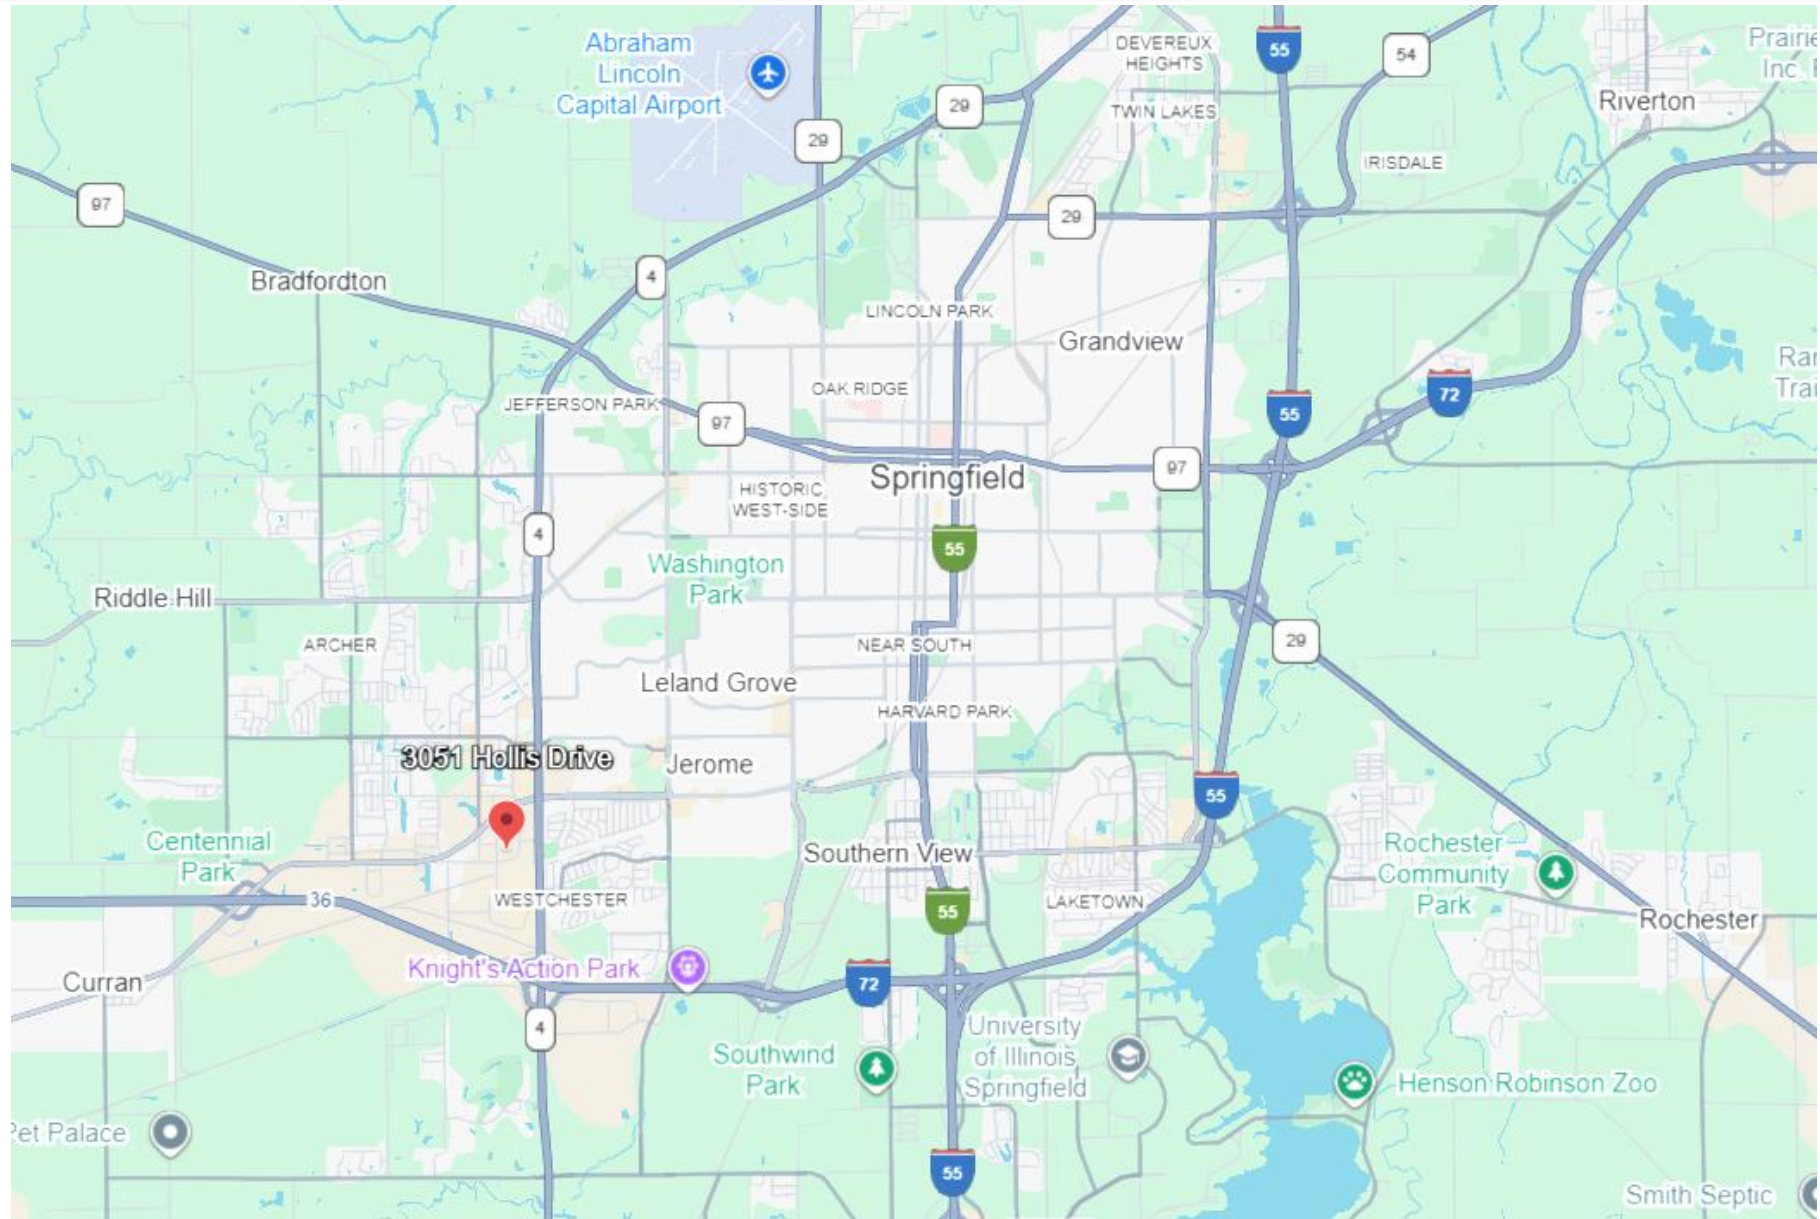 Abraham
Lincoln
Capital Airport
DEVEREUX
HEIGHTS
55
54
Prairie
Inc.
29
TWIN LAKES
Riverton
29
IRISDALE
97
29
4
Bradfordton
LINCOLN PARK
Grandview
OAK RIDGE
JEFFERSON PARK
97
55
72
97
Springfield
HISTORIC
WEST-SIDE
4
55
Washington
Park
Riddle Hill
ARCHER
NEAR SOUTH
29
Leland Grove
HARVARD PARK
3051 Hollis Drive
Jerome
55
Centennial
Park
Southern View
Rochester
Community
Park
36
WESTCHESTER
55
LAKETOWN
Rochester
Knight's Action Park
Curran
72
4
University
of Illinois
Springfield
Southwind
Park
Henson Robinson Zoo
Pet Palace
55
Smith Septic